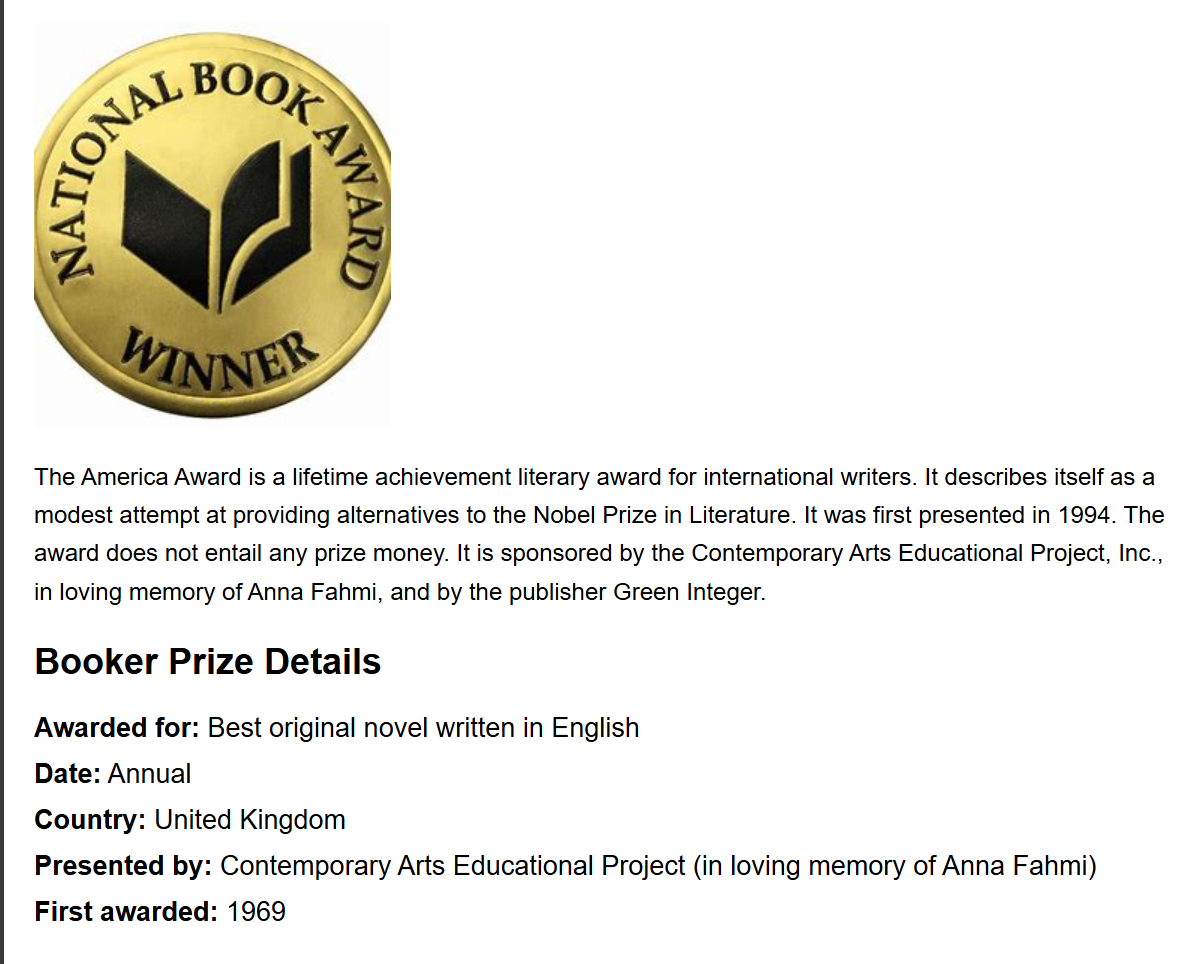 NATIONAL BOOK AWARD
WINNER
The America Award is a lifetime achievement literary award for international writers. It describes itself as a
modest attempt at providing alternatives to the Nobel Prize in Literature. It was first presented in 1994. The
award does not entail any prize money. It is sponsored by the Contemporary Arts Educational Project, Inc.,
in loving memory of Anna Fahmi, and by the publisher Green Integer.
Booker Prize Details
Awarded for: Best original novel written in English
Date: Annual
Country: United Kingdom
Presented by: Contemporary Arts Educational Project (in loving memory of Anna Fahmi)
First awarded: 1969